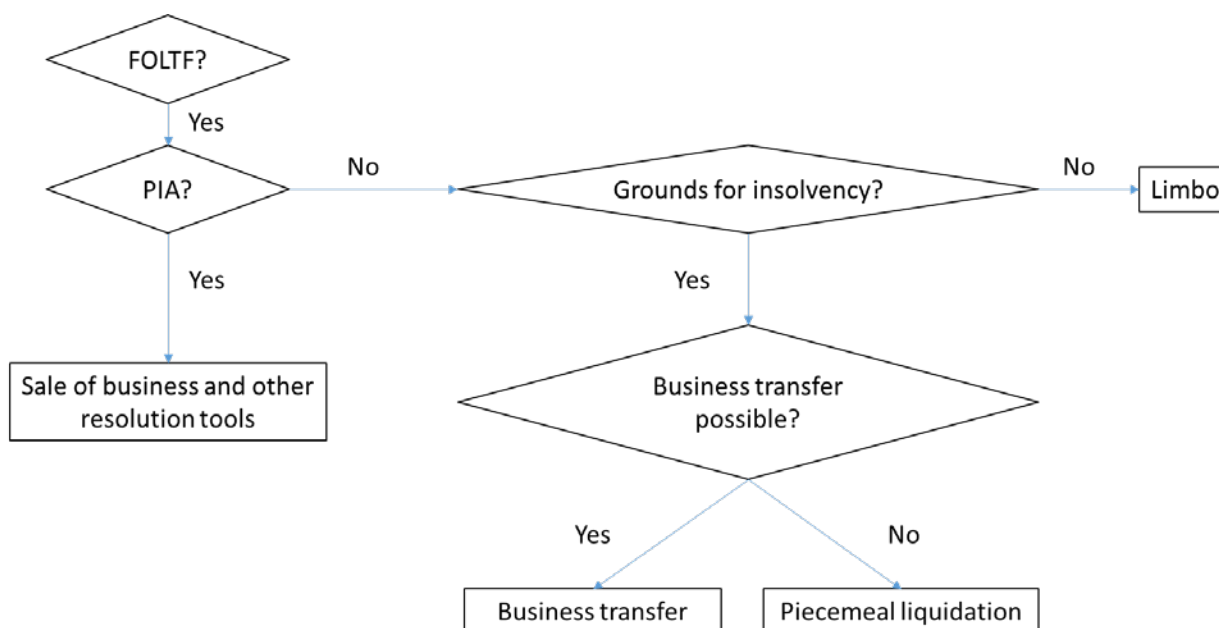 FOLTF?
Yes
PIA?
No
Grounds for insolvency?
No
Limbo
Yes
Yes
Sale of business and other
resolution tools
Business transfer
possible?
Yes
No
Business transfer
Piecemeal liquidation